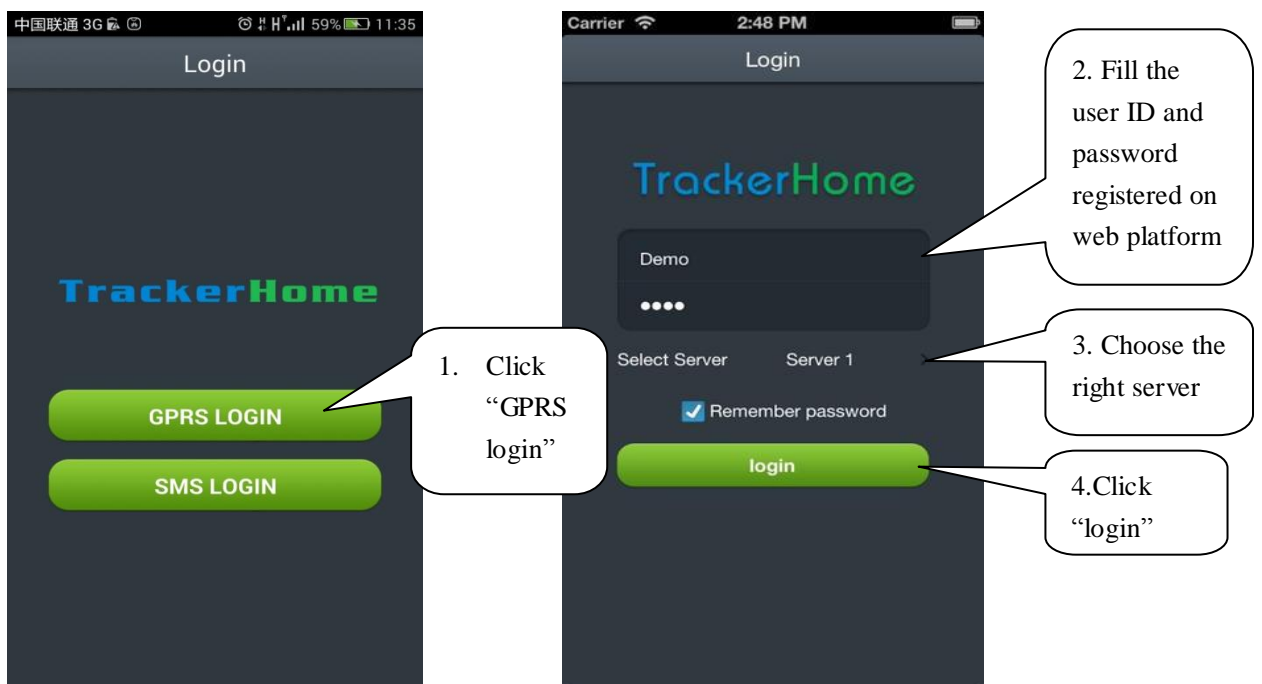 中国联通 3G 59% 11:35
Login
TrackerHome
GPRS LOGIN
SMS LOGIN
1. Click
“GPRS
login”
Carrier 2:48 PM
Login
TrackerHome
Demo
••••
Select Server Server 1
Remember password
login
2. Fill the
user ID and
password
registered on
web platform
3. Choose the
right server
4.Click
“login”